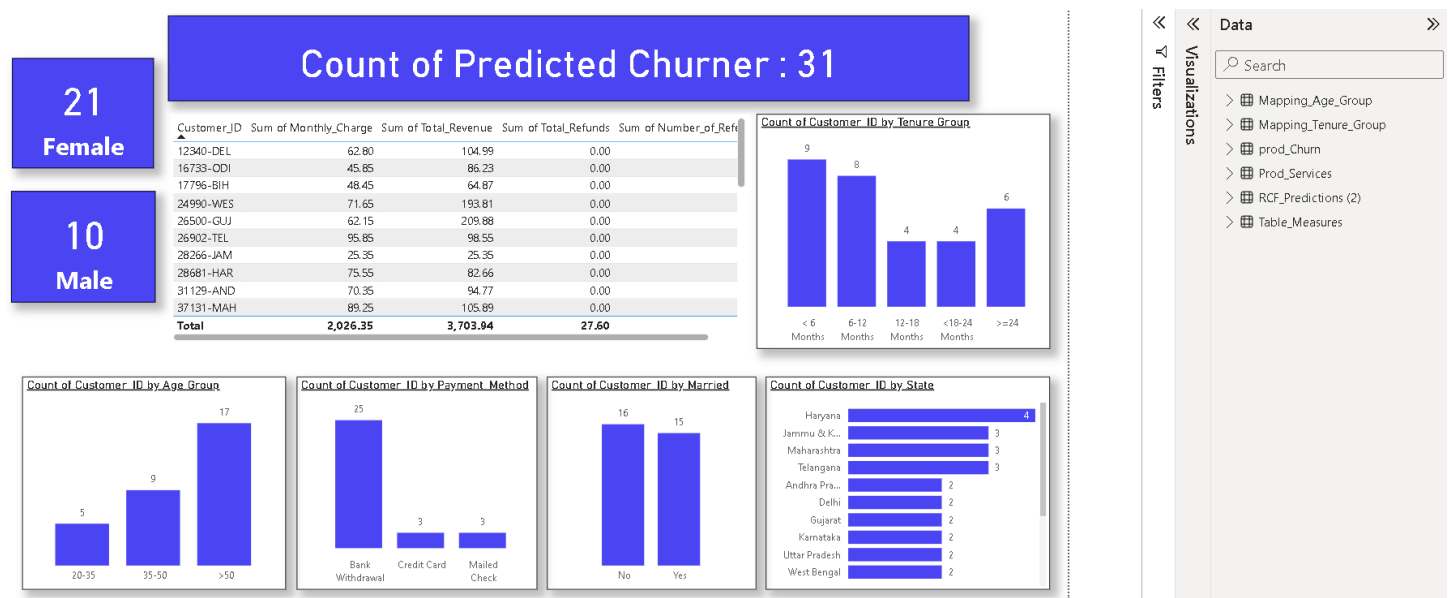 Count of Predicted Churner : 31
21
Female
10
Male
Customer_ID Sum of Monthly_Charge Sum of Total_Revenue Sum of Total_Refunds Sum of Number_of_Refe
12340-DEL 62.80 104.99 0.00
16733-ODI 45.85 86.23 0.00
17796-BIH 48.45 64.87 0.00
24990-WES 71.65 193.81 0.00
26500-GUJ 62.15 209.88 0.00
26902-TEL 95.85 98.55 0.00
28266-JAM 25.35 25.35 0.00
28681-HAR 75.55 82.66 0.00
31129-AND 70.35 94.77 0.00
37131-MAH 89.25 105.89 0.00
Total 2,026.35 3,703.94 27.60
Count of Customer_ID by Tenure Group
9
8
4
4
6
< 6 Months
6-12 Months
12-18 Months
<18-24 Months
>=24
Count of Customer_ID by Age Group
5
9
17
20-35
35-50
>50
Count of Customer_ID by Payment_Method
25
3
3
Bank Withdrawal
Credit Card
Mailed Check
Count of Customer_ID by Married
16
15
No
Yes
Count of Customer_ID by State
Haryana 4
Jammu & K... 3
Maharashtra 3
Telangana 3
Andhra Pra... 2
Delhi 2
Gujarat 2
Karnataka 2
Uttar Pradesh 2
West Bengal 2
Filters
Visualizations
Data
Search
Mapping_Age_Group
Mapping_Tenure_Group
prod_Churn
Prod_Services
RCF_Predictions (2)
Table_Measures